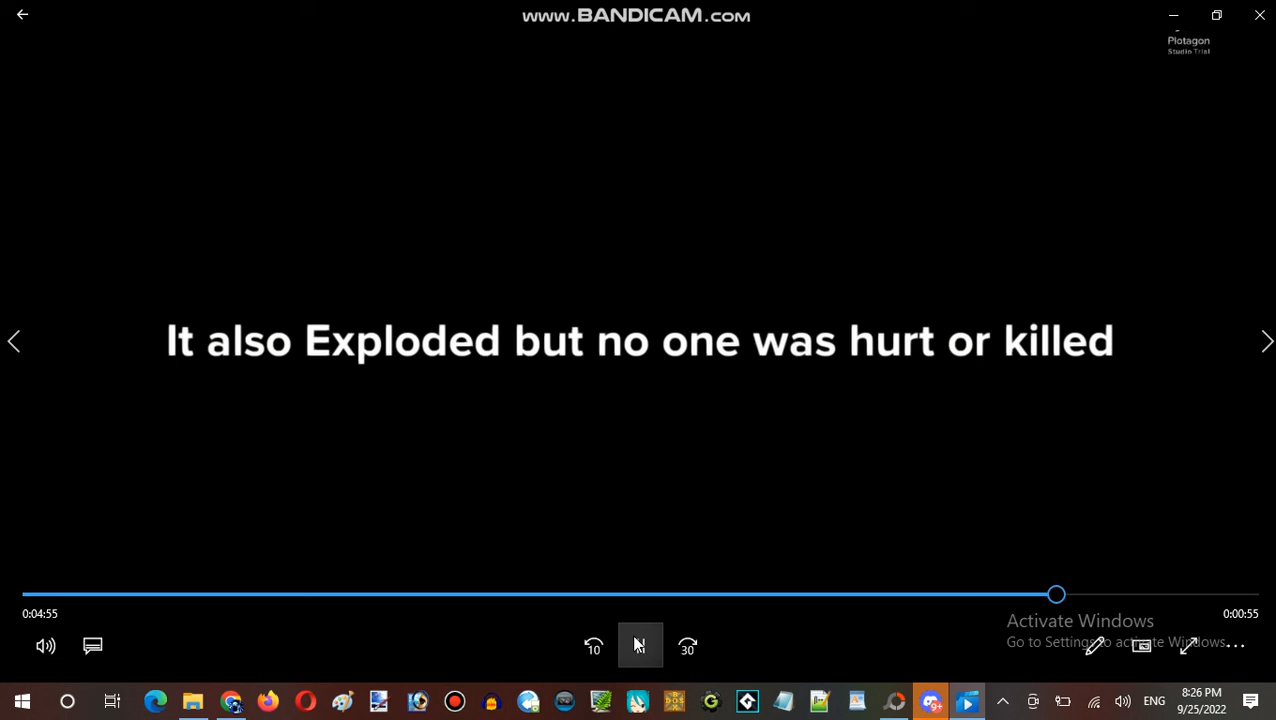 www.BANDICAM.com
Plotagon
Studio Trial
It also Exploded but no one was hurt or killed
0:04:55
0:00:55
Activate Windows
Go to Settings to activate Windows.
10
30
DOS
9+
ENG
8:26 PM
9/25/2022